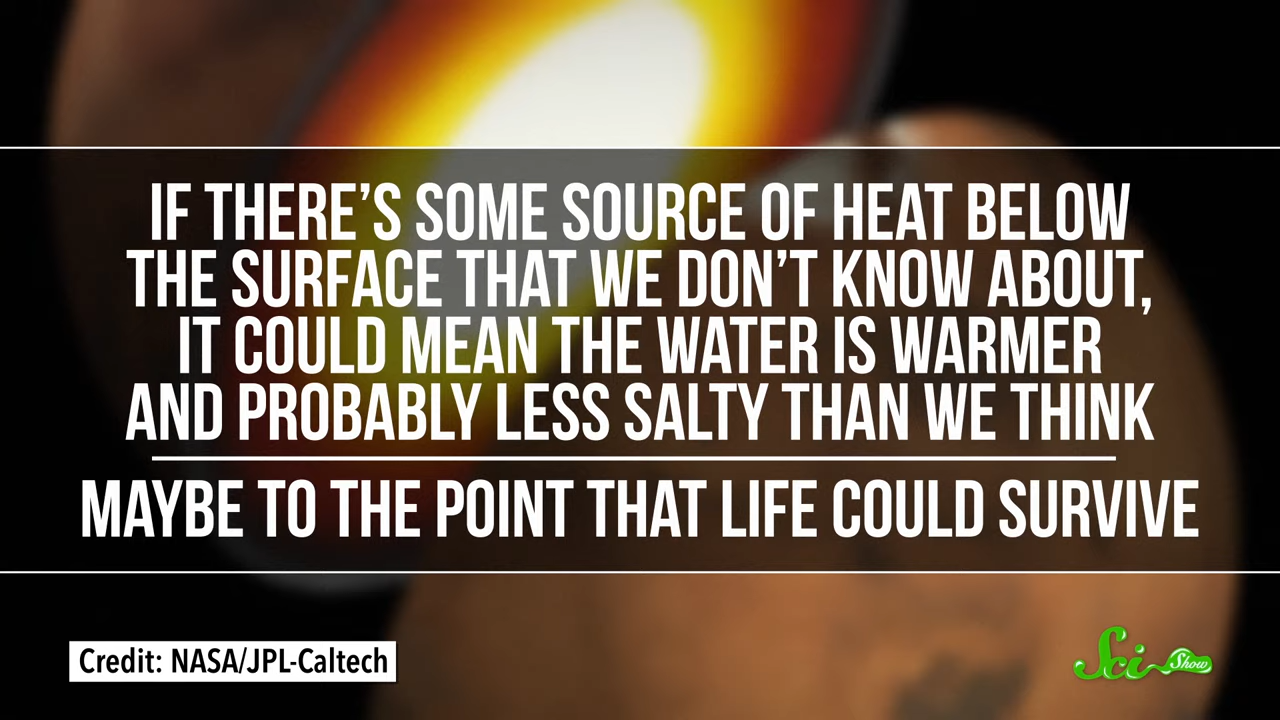 IF THERE'S SOME SOURCE OF HEAT BELOW
THE SURFACE THAT WE DON'T KNOW ABOUT,
IT COULD MEAN THE WATER IS WARMER
AND PROBABLY LESS SALTY THAN WE THINK
MAYBE TO THE POINT THAT LIFE COULD SURVIVE
Credit: NASA/JPL-Caltech
Sci Show